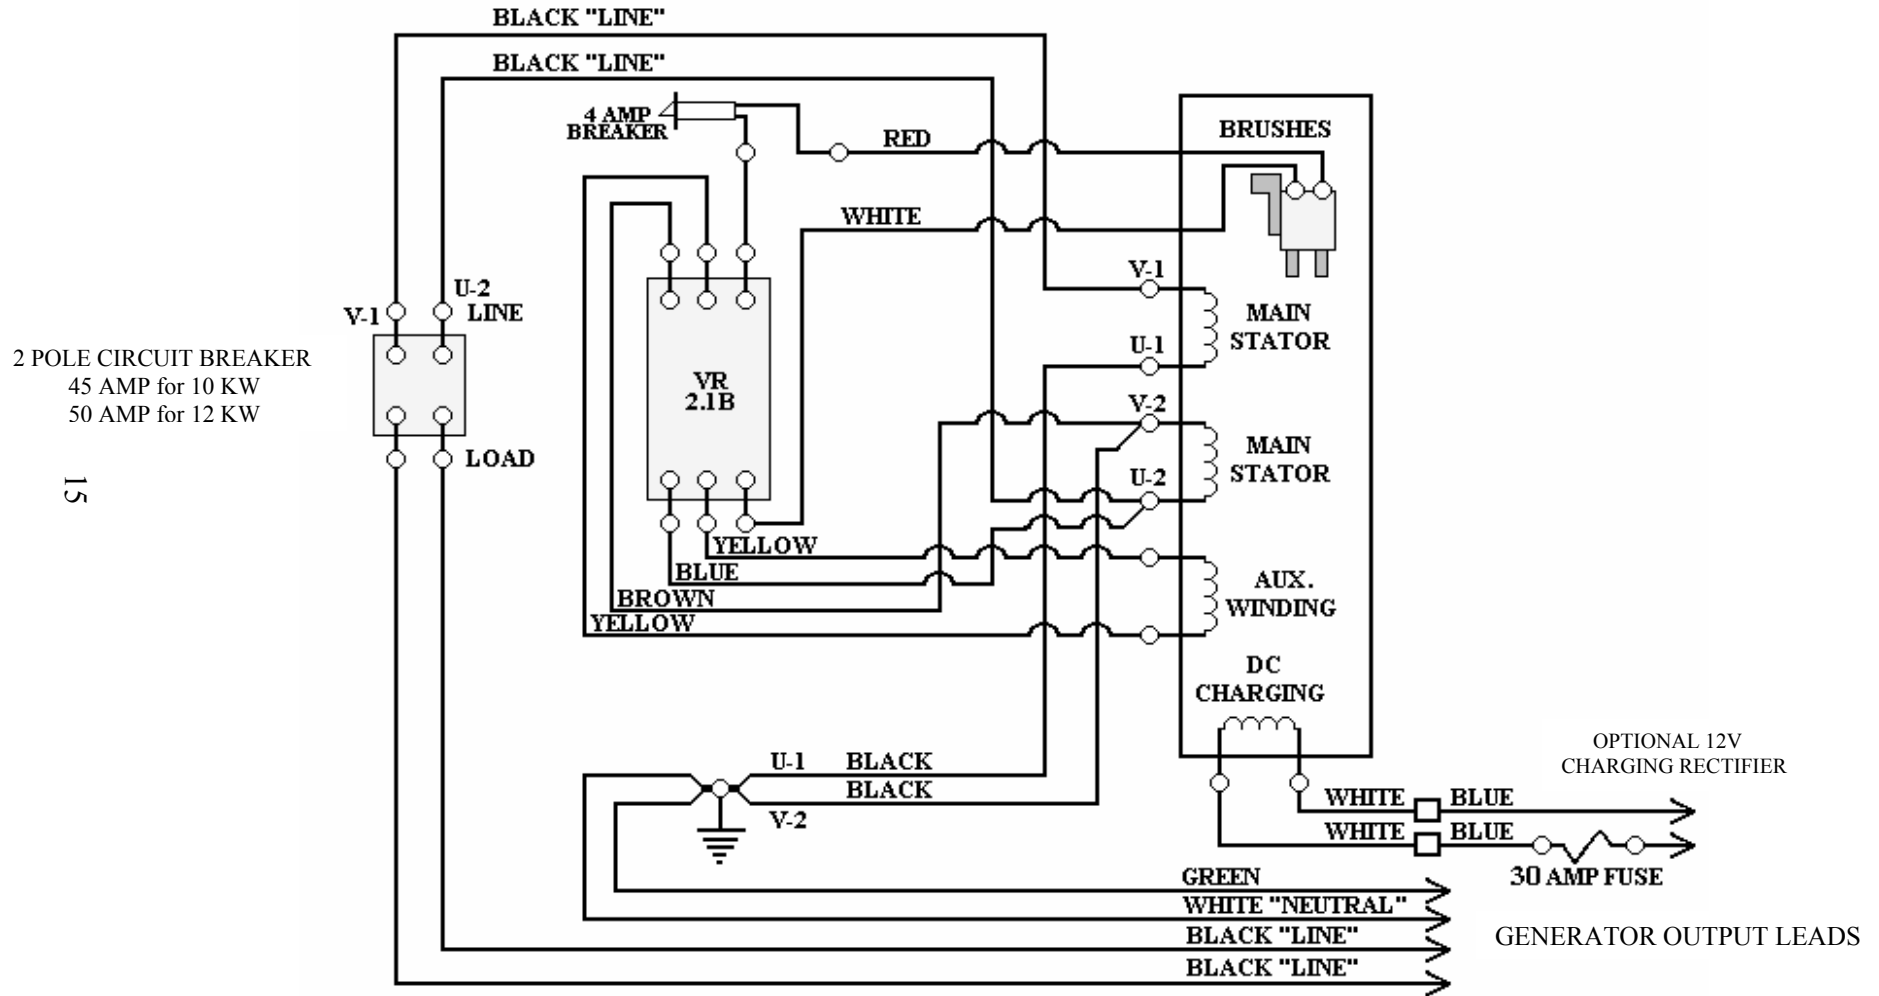 BLACK "LINE"
BLACK "LINE"
4 AMP
BREAKER
RED
BRUSHES
WHITE
V-1
U-2
LINE
V-1
MAIN
STATOR
2 POLE CIRCUIT BREAKER
45 AMP for 10 KW
50 AMP for 12 KW
U-1
VR
2.1B
V-2
MAIN
STATOR
LOAD
U-2
15
YELLOW
BLUE
BROWN
YELLOW
AUX.
WINDING
DC
CHARGING
OPTIONAL 12V
CHARGING RECTIFIER
U-1 BLACK
BLACK
V-2
WHITE BLUE
WHITE BLUE
30 AMP FUSE
GREEN
WHITE "NEUTRAL"
BLACK "LINE"
BLACK "LINE"
GENERATOR OUTPUT LEADS